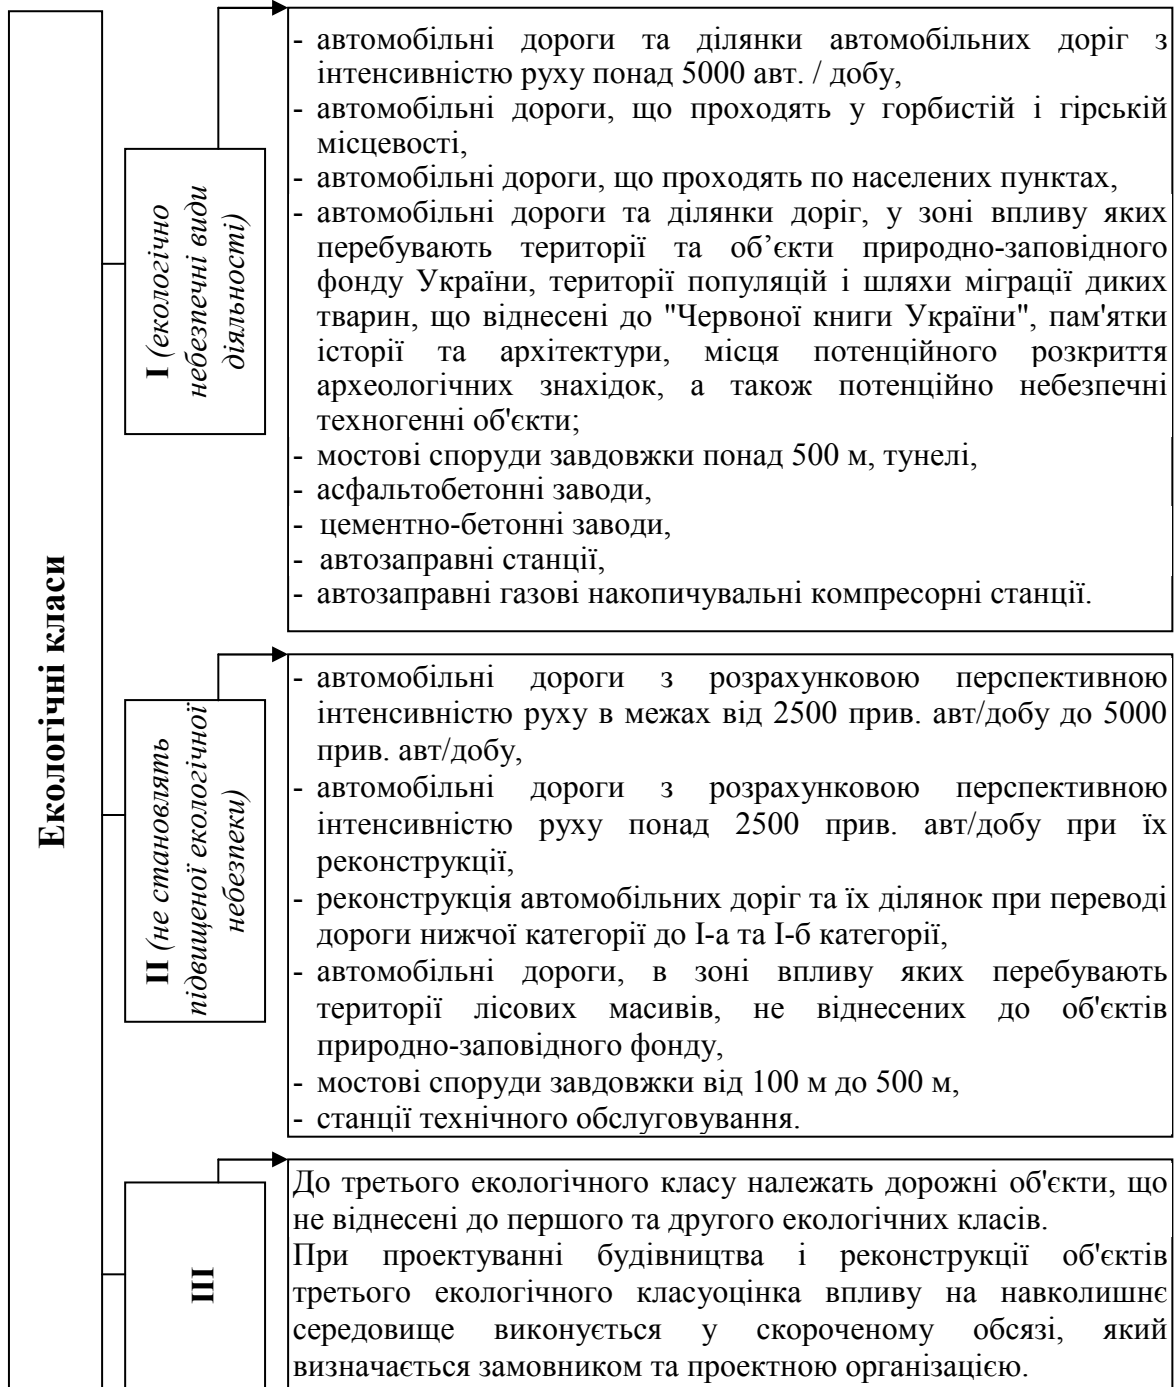 Екологічні класи
І (екологічно
небезпечні види
діяльності)
- автомобільні дороги та ділянки автомобільних доріг з
інтенсивністю руху понад 5000 авт. / добу,
- автомобільні дороги, що проходять у горбистій і гірській
місцевості,
- автомобільні дороги, що проходять по населених пунктах,
- автомобільні дороги та ділянки доріг, у зоні впливу яких
перебувають території та об’єкти природно-заповідного
фонду України, території популяцій і шляхи міграції диких
тварин, що віднесені до "Червоної книги України", пам'ятки
історії та архітектури, місця потенційного розкриття
археологічних знахідок, а також потенційно небезпечні
техногенні об'єкти;
- мостові споруди завдовжки понад 500 м, тунелі,
- асфальтобетонні заводи,
- цементно-бетонні заводи,
- автозаправні станції,
- автозаправні газові накопичувальні компресорні станції.
ІІ (не становлять
підвищеної екологічної
небезпеки)
- автомобільні дороги з розрахунковою перспективною
інтенсивністю руху в межах від 2500 прив. авт/добу до 5000
прив. авт/добу,
- автомобільні дороги з розрахунковою перспективною
інтенсивністю руху понад 2500 прив. авт/добу при їх
реконструкції,
- реконструкція автомобільних доріг та їх ділянок при переводі
дороги нижчої категорії до І-а та І-б категорії,
- автомобільні дороги, в зоні впливу яких перебувають
території лісових масивів, не віднесених до об'єктів
природно-заповідного фонду,
- мостові споруди завдовжки від 100 м до 500 м,
- станції технічного обслуговування.
ІІІ
До третього екологічного класу належать дорожні об'єкти, що
не віднесені до першого та другого екологічних класів.
При проектуванні будівництва і реконструкції об'єктів
третього екологічного класуоцінка впливу на навколишнє
середовище виконується у скороченому обсязі, який
визначається замовником та проектною організацією.